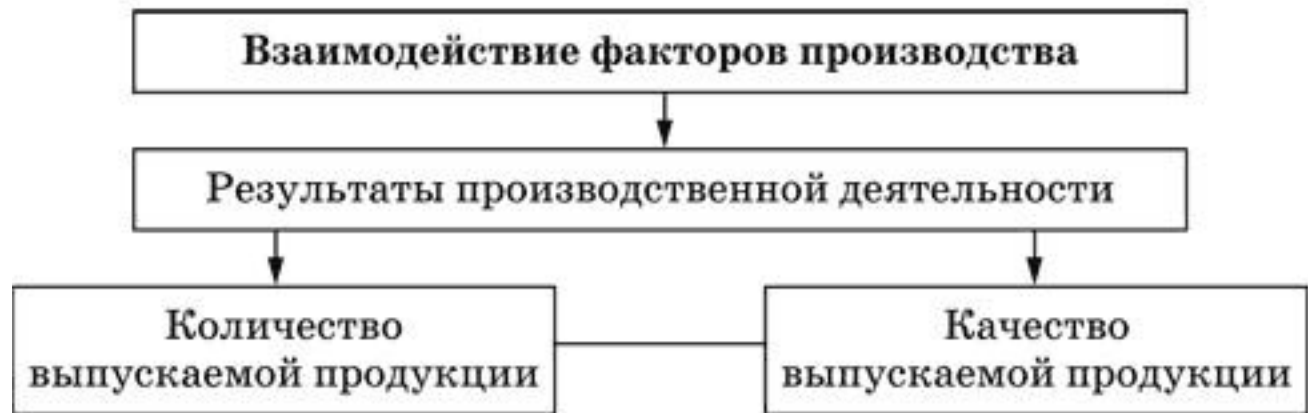 Взаимодействие факторов производства
Результаты производственной деятельности
Количество
выпускаемой продукции
Качество
выпускаемой продукции